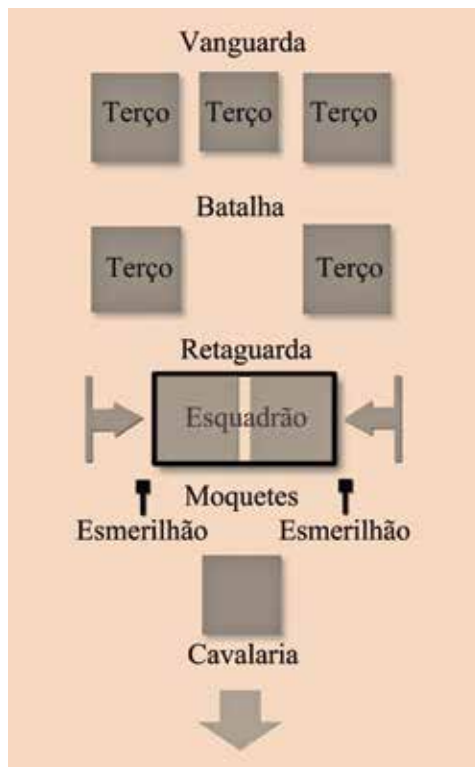 Vanguarda
Terço Terço Terço
Batalha
Terço Terço
Retaguarda
Esquadrão
Moquetes
Esmerilhão Esmerilhão
Cavalaria